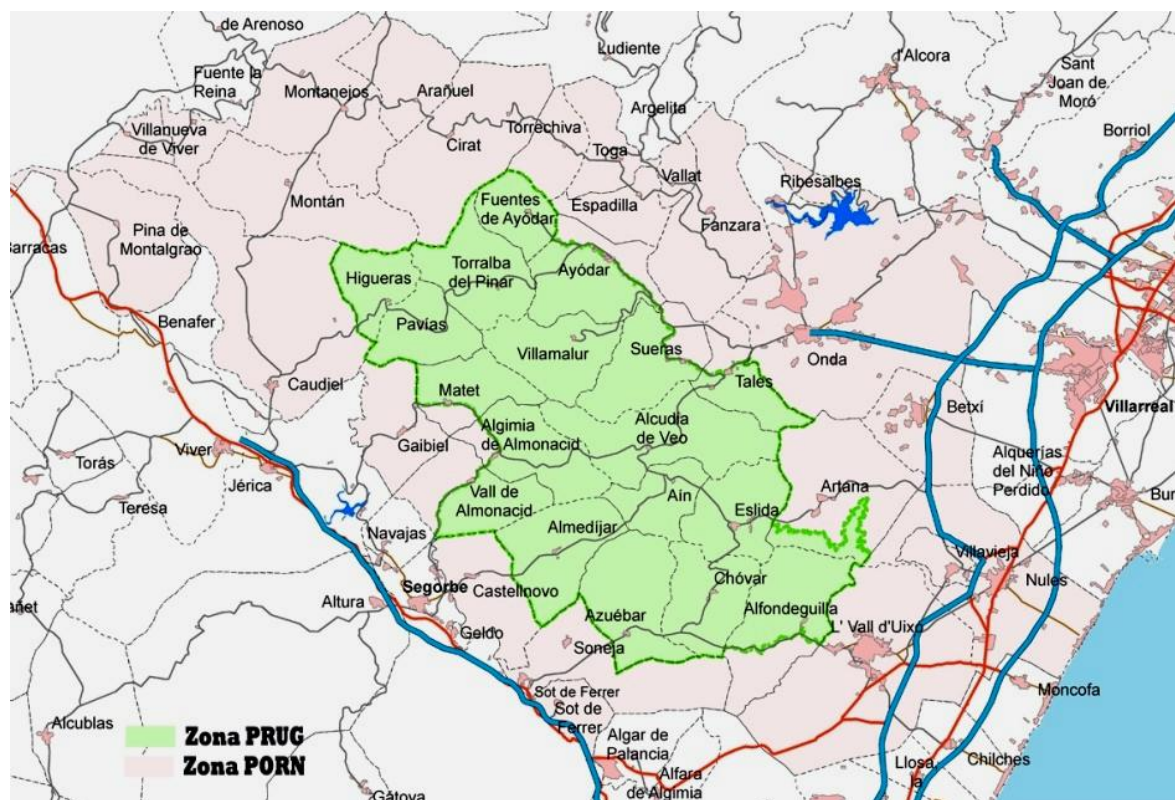 de Arenoso
Ludiente
l'Alcora
Sant
Joan de
Moró
Fuente la
Reina
Montanejos
Arañuel
Argelita
Borriol
Villanueva
de Viver
Cirat
Torrechiva
Toga
Vallat
Ribesalbes
Montán
Fuentes
de Ayódar
Espadilla
Fanzara
Pina de
Montalgrao
Barracas
Higueras
Torralba
del Pinar
Ayódar
Benafer
Pavías
Villamalur
Sueras
Onda
Caudiel
Matet
Tales
Betxí
Villarreal
Algimia
de Almonacid
Alcudia
de Veo
Gaibiel
Viver
Torás
Jérica
Alquerías
del Niño
Perdido
Teresa
Vall de
Almonacid
Aín
Artana
Eslida
Almedíjar
Navajas
Villavieja
Nules
Segorbe
Castellnovo
Chóvar
Altura
Azuébar
Alfondeguilla
Geldo
L' Vall d'Uixó
Soneja
Moncofa
Sot de Ferrer
Sot de
Ferrer
Alcublas
Zona PRUG
Zona PORN
Algar de
Palancia
Chilches
Llosa,
la
Alfara
de Algimia
Gátova